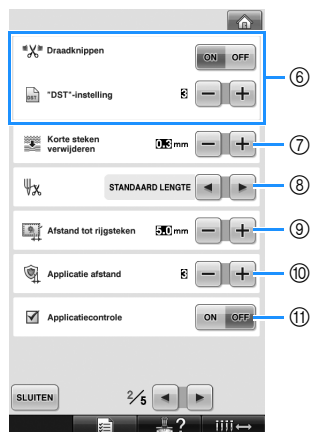 Draadknippen
ON OFF
DST
"DST"-instelling
3
⑥
Korte steken
verwijderen
0.3 mm
⑦
STANDAARD LENGTE
⑧
Afstand tot rijgsteken
5.0 mm
⑨
Applicatie afstand
3
⑩
Applicatiecontrole
ON OFF
⑪
SLUITEN
2/5
?